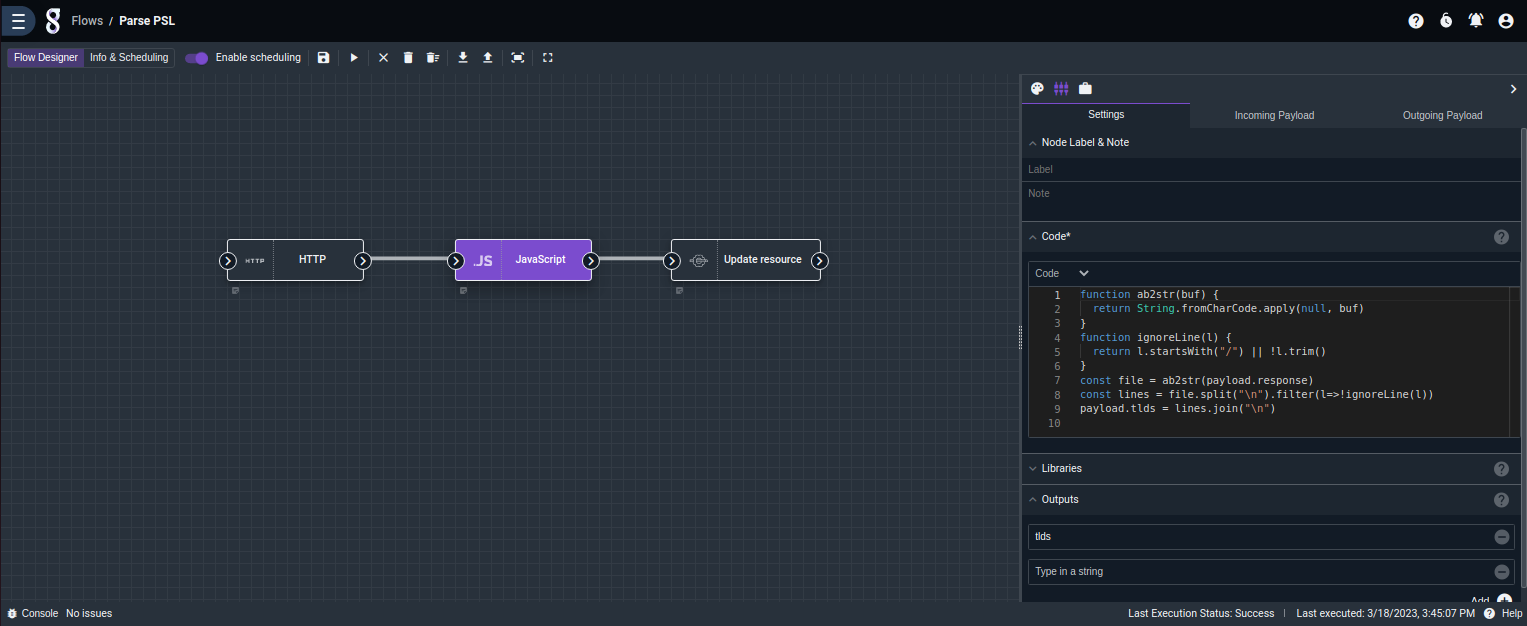 Flows / Parse PSL
Flow Designer Info & Scheduling Enable scheduling
Settings Incoming Payload Outgoing Payload
Node Label & Note
Label
Note
Code*
Code
1 function ab2str(buf) {
2 return String.fromCharCode.apply(null, buf)
3 }
4 function ignoreLine(l) {
5 return l.startsWith("/") || !l.trim()
6 }
7 const file = ab2str(payload.response)
8 const lines = file.split("\n").filter(l=>!ignoreLine(l))
9 payload.tlds = lines.join("\n")
10
HTTP HTTP
.JS JavaScript
Update resource
Libraries
Outputs
tlds
Type in a string
Add
Console No issues
Last Execution Status: Success | Last executed: 3/18/2023, 3:45:07 PM Help